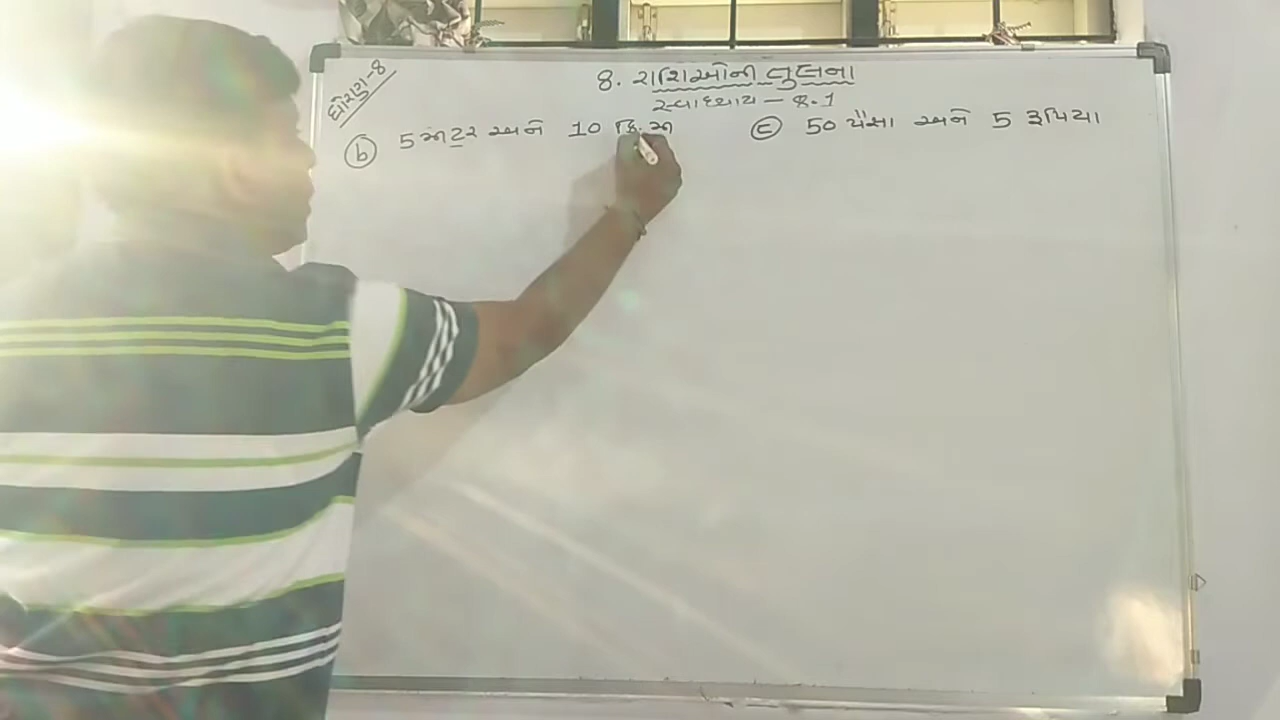 ધોરણ-8
8. રાશિઓની તુલના
સ્વાધ્યાય - 8.1
(b) 5 મીટર અને 10 કિ.મી
(c) 50 પૈસા અને 5 રૂપિયા